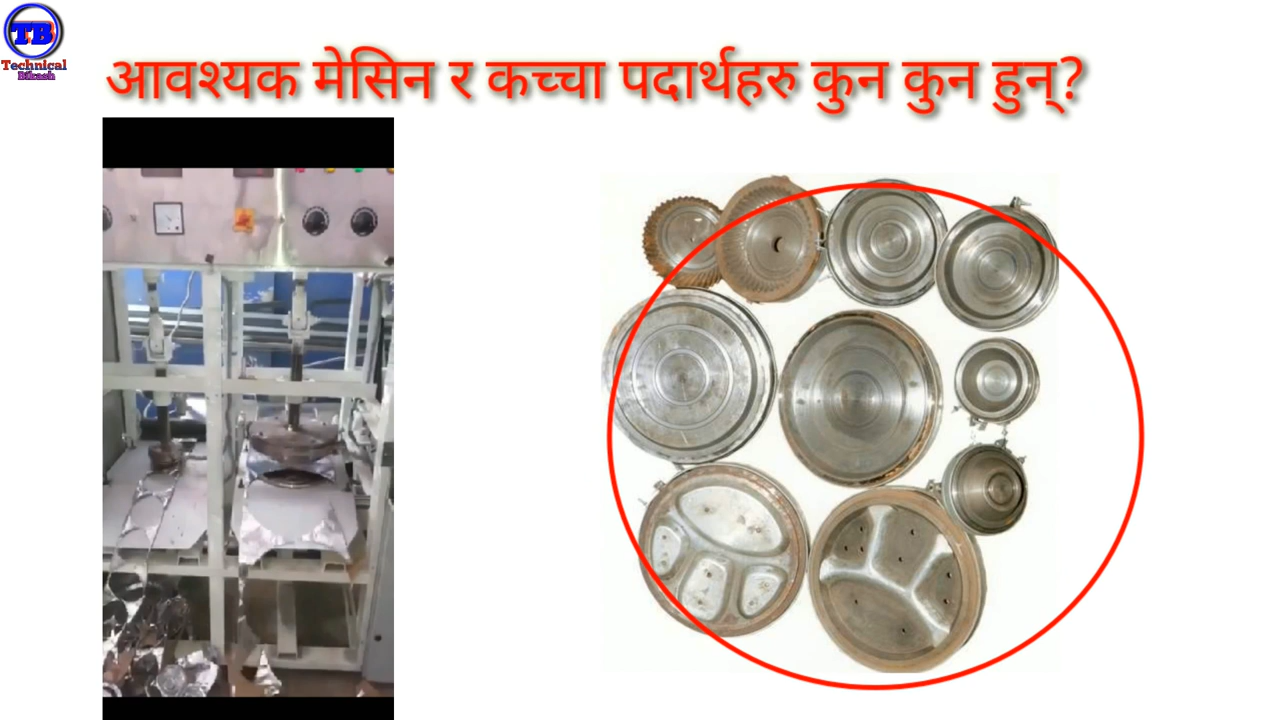 TB
Technical
Bikash
आवश्यक मेसिन र कच्चा पदार्थहरु कुन कुन हुन्?